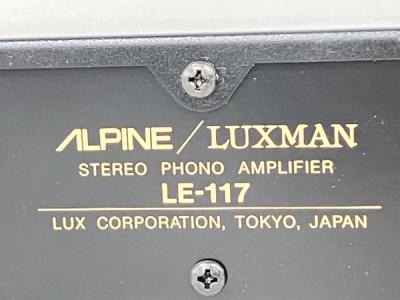 ALPINE / LUXMAN
STEREO PHONO AMPLIFIER
LE-117
LUX CORPORATION, TOKYO, JAPAN